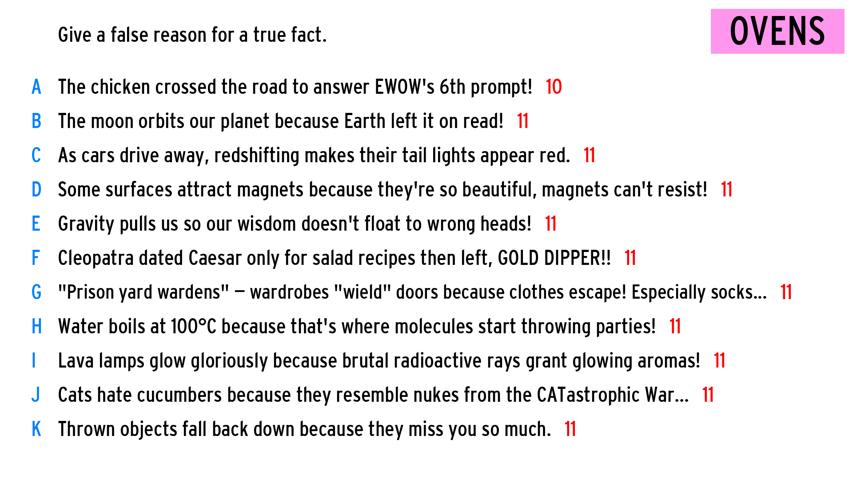 Give a false reason for a true fact.
OVENS
A The chicken crossed the road to answer EWOW's 6th prompt! 10
B The moon orbits our planet because Earth left it on read! 11
C As cars drive away, redshifting makes their tail lights appear red. 11
D Some surfaces attract magnets because they're so beautiful, magnets can't resist! 11
E Gravity pulls us so our wisdom doesn't float to wrong heads! 11
F Cleopatra dated Caesar only for salad recipes then left, GOLD DIPPER!! 11
G "Prison yard wardens" – wardrobes "wield" doors because clothes escape! Especially socks... 11
H Water boils at 100°C because that's where molecules start throwing parties! 11
I Lava lamps glow gloriously because brutal radioactive rays grant glowing aromas! 11
J Cats hate cucumbers because they resemble nukes from the CATastrophic War... 11
K Thrown objects fall back down because they miss you so much. 11